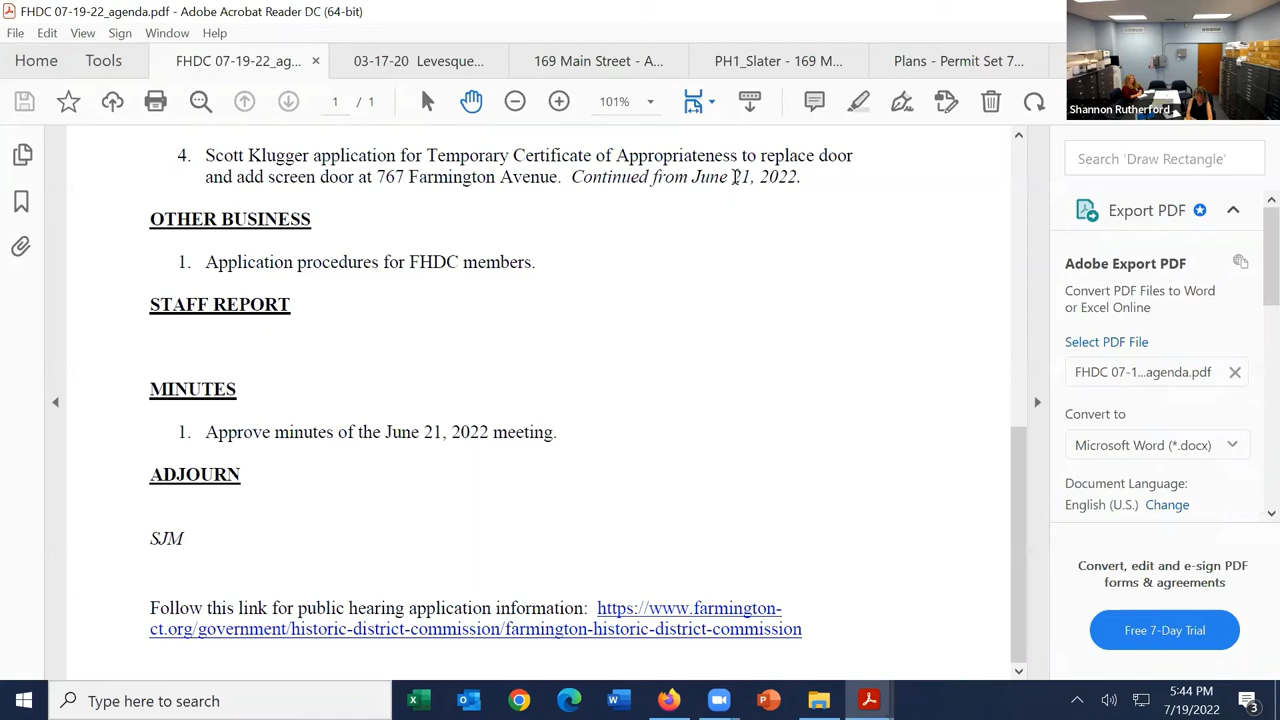 FHDC 07-19-22_agenda.pdf - Adobe Acrobat Reader DC (64-bit)
File Edit View Sign Window Help
Home Tools FHDC 07-19-22_ag... × 03-17-20 Levesque... 169 Main Street - A... PH1_Slater - 169 M... Plans - Permit Set 7...
1 / 1 101%
Shannon Rutherford
4. Scott Klugger application for Temporary Certificate of Appropriateness to replace door
and add screen door at 767 Farmington Avenue. Continued from June 21, 2022.
OTHER BUSINESS
1. Application procedures for FHDC members.
STAFF REPORT
MINUTES
1. Approve minutes of the June 21, 2022 meeting.
ADJOURN
SJM
Follow this link for public hearing application information: https://www.farmington-
ct.org/government/historic-district-commission/farmington-historic-district-commission
Search 'Draw Rectangle'
Export PDF
Adobe Export PDF
Convert PDF Files to Word
or Excel Online
Select PDF File
FHDC 07-1...agenda.pdf
Convert to
Microsoft Word (*.docx)
Document Language:
English (U.S.) Change
Convert, edit and e-sign PDF
forms & agreements
Free 7-Day Trial
Type here to search
5:44 PM
7/19/2022
3